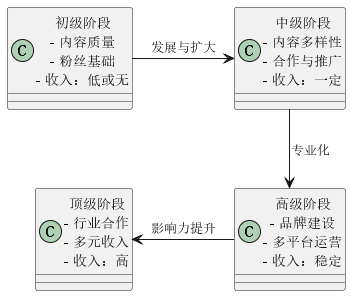 初级阶段
- 内容质量
- 粉丝基础
- 收入：低或无
C
发展与扩大
中级阶段
- 内容多样性
- 合作与推广
- 收入：一定
C
专业化
高级阶段
- 品牌建设
- 多平台运营
- 收入：稳定
C
影响力提升
顶级阶段
- 行业合作
- 多元收入
- 收入：高
C